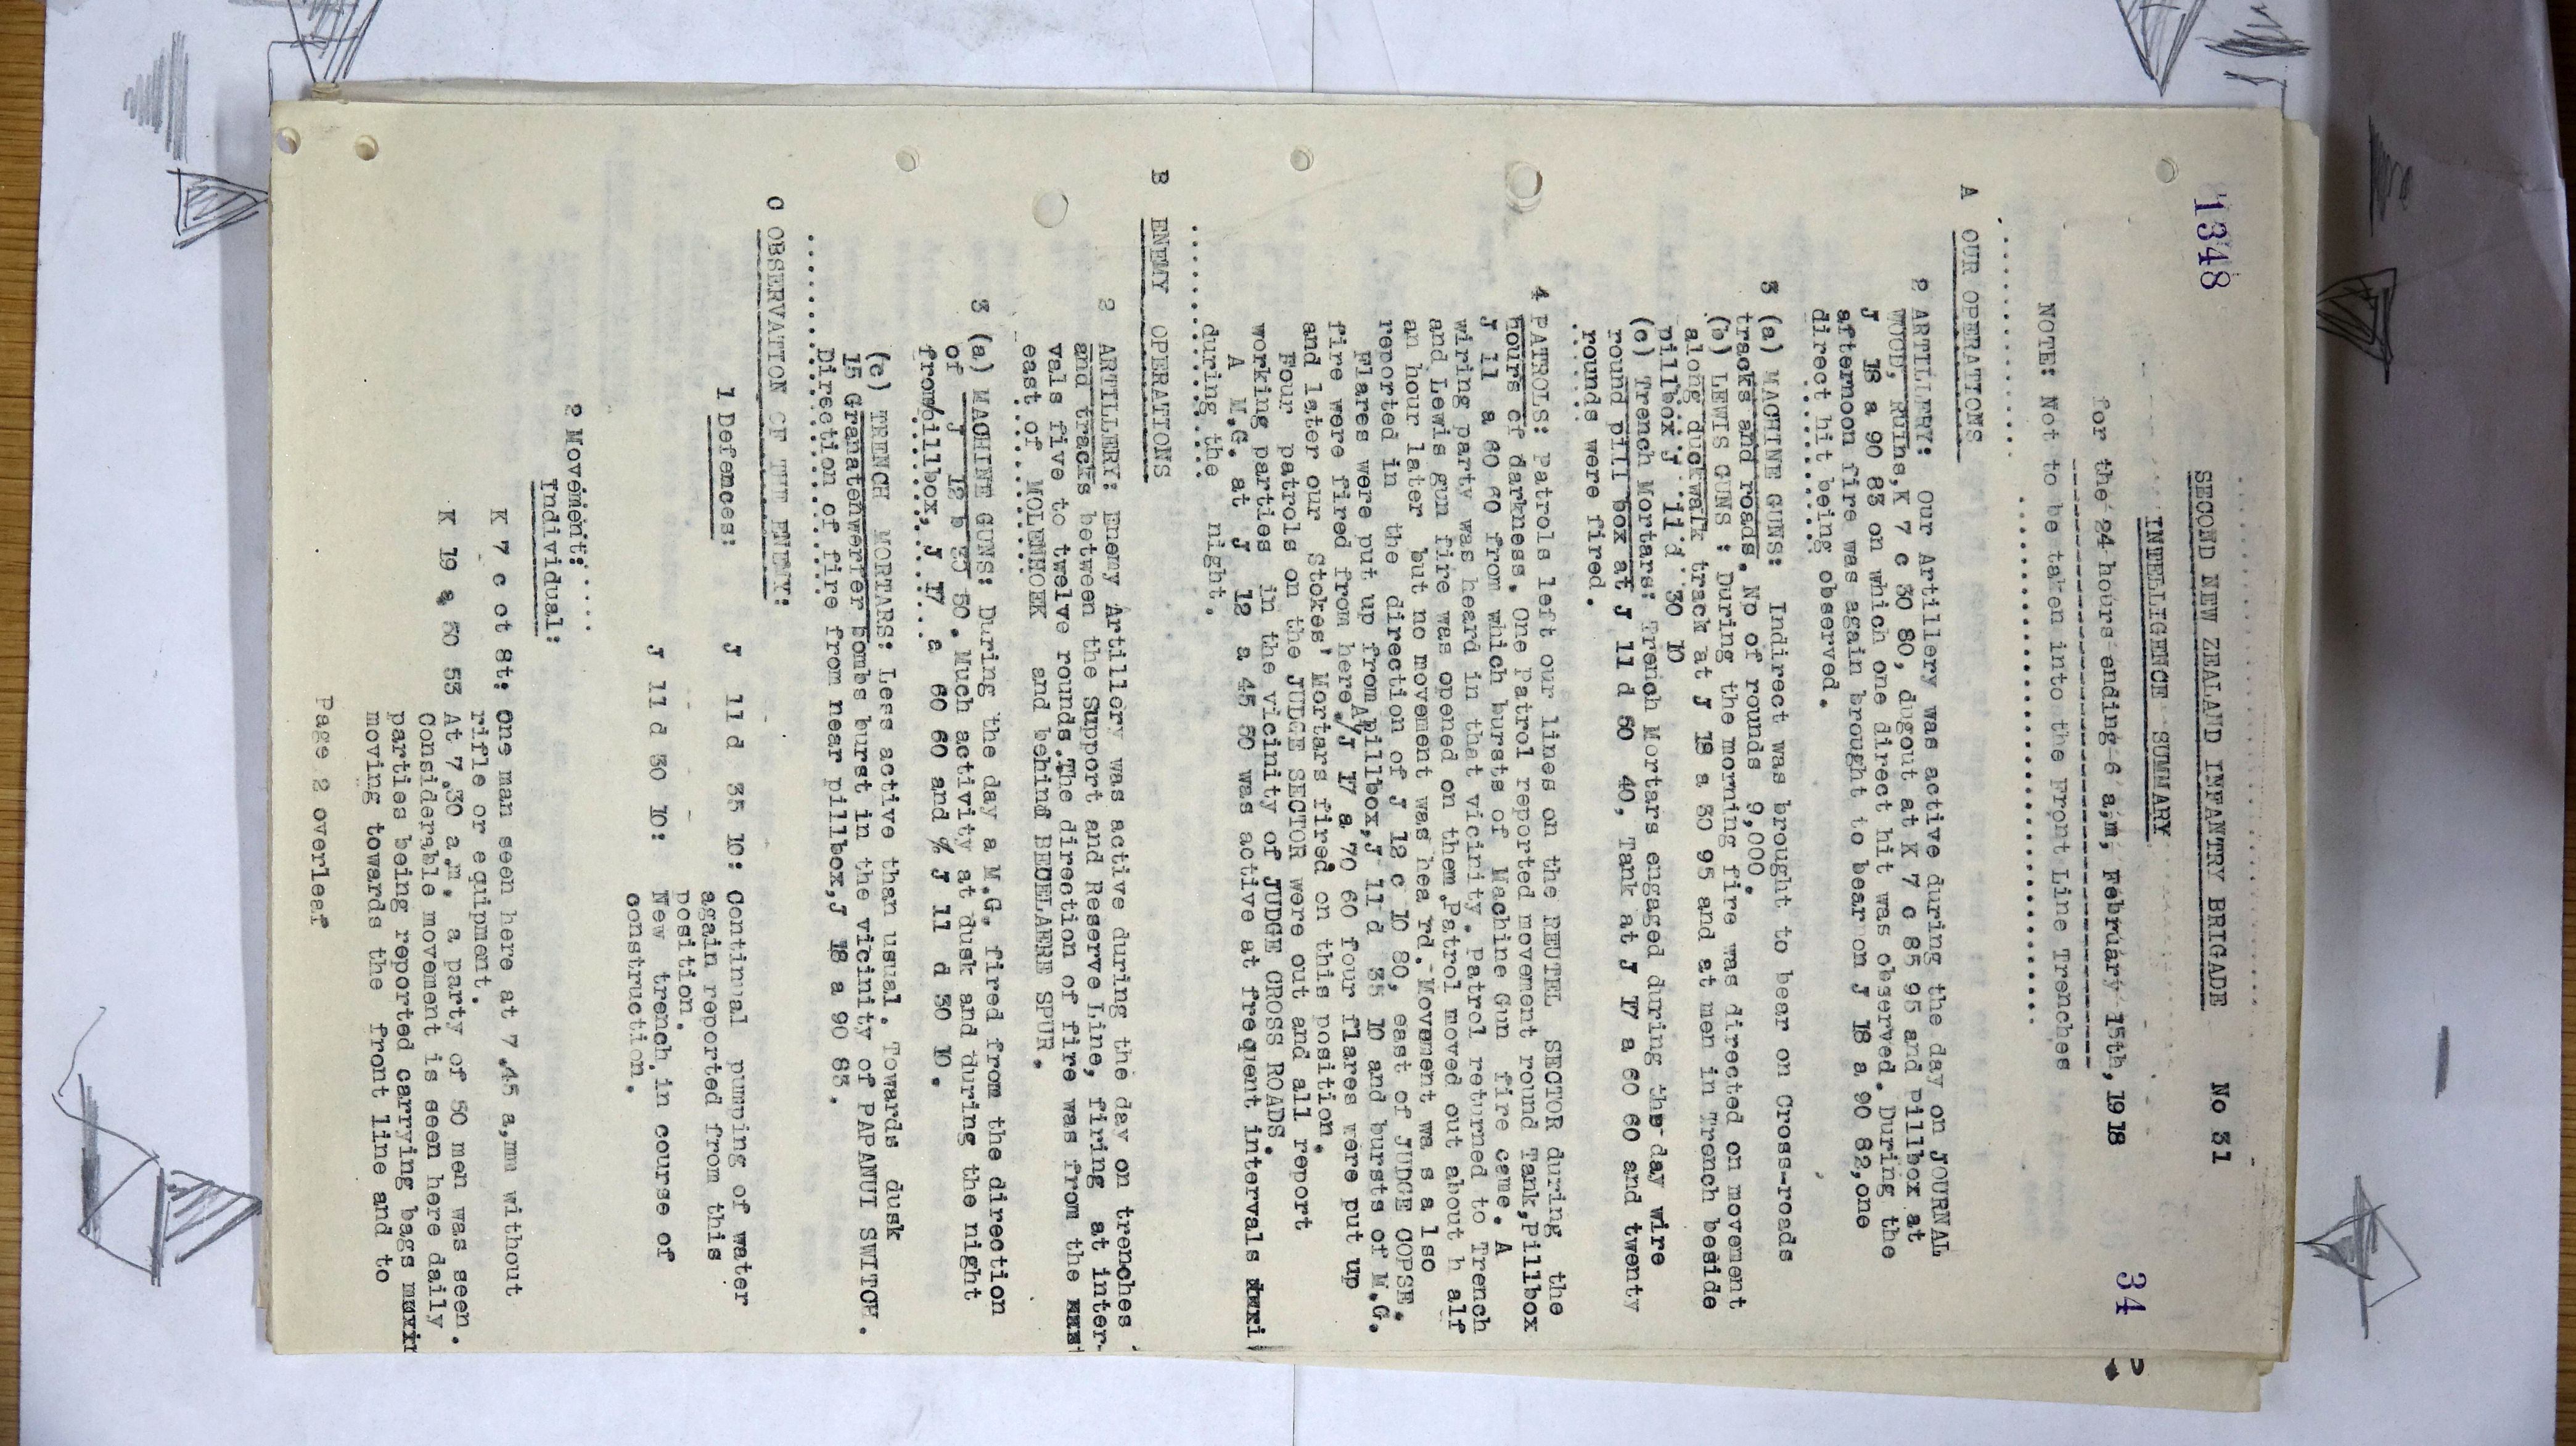 1348
SECOND NEW ZEALAND INFANTRY BRIGADE No 31
INTELLIGENCE SUMMARY
34
for the 24 hours ending 6 a,m, February 15th, 1918
NOTE: Not to be taken into the Front Line Trenches
A OUR OPERATIONS
2 ARTILLERY: Our Artillery was active during the day on JOURNAL
WOOD, Ruins,K 7 c 30 80, dugout at K 7 c 85 95 and pillbox at
J 18 a 90 83 on which one direct hit was observed. During the
afternoon fire was again brought to bear on J 18 a 90 82,one
direct hit being observed.
3 (a) MACHINE GUNS: Indirect was brought to bear on Cross-roads
tracks and roads. No of rounds 9,000.
(b) LEWIS GUNS : During the morning fire was directed on movement
along duckwalk track at J 18 a 30 95 and at men in Trench beside
pillbox J 11 d 30 10
(c) Trench Mortars: Trench Mortars engaged during the day wire
round pill box at J 11 d 60 40, Tank at J 17 a 60 60 and twenty
rounds were fired.
4 PATROLS: Patrols left our lines on the REUTEL SECTOR during the
hours of darkness. One Patrol reported movement round Tank,Pillbox
J 11 a 60 60 from which bursts of Machine Gun fire came. A
wiring party was heard in that vicirity. Patrol returned to Trench
and Lewis gun fire was opened on them.Patrol moved out about h alf
an hour later but no movement was hea rd. Movement wa s a lso
reported in the direction of J 12 c 10 80, east of JUDGE COPSE.
Flares were put up from pillbox,J 11 d 35 10 and bursts of M.G.
fire were fired from here. J 17 a 70 60 four flares were put up
and later our Stokes' Mortars fired on this position.
Four patrols on the JUDGE SECTOR were out and all report
working parties in the vicinity of JUDGE CROSS ROADS.
A M.G. at J 12 a 45 50 was active at frequent intervals
during the night.
B ENEMY OPERATIONS
2 ARTILLERY: Enemy Artillery was active during the day on trenches
and tracks between the Support and Reserve Line, firing at inter-
vals five to twelve rounds.The direction of fire was from the
east of MOLENHOEK and behind BECELAERE SPUR.
3 (a) MACHINE GUNS: During the day a M.G. fired from the direction
of J 12 b 35 50. Much activity at dusk and during the night
from/pillbox, J 17 a 60 60 and J 11 d 30 10.
(c) TRENCH MORTARS: Less active than usual. Towards dusk
15 Granatenwerfer bombs burst in the vicinity of PAPANUI SWITCH.
Direction of fire from near pillbox,J 18 a 90 83.
C OBSERVATION OF THE ENEMY:
1 Defences:
J 11 d 35 10: Continual pumping of water
again reported from this
position.
J 11 d 30 10: New trench in course of
construction.
2 Movement:
Individual:
K 7 c ot 8t: One man seen here at 7.45 a,mm without
rifle or equipment.
K 19 a 50 53 At 7.30 a.m. a party of 50 men was seen.
Considerable movement is seen here daily
parties being reported carrying bags
moving towards the front line and to
Page 2 overleaf